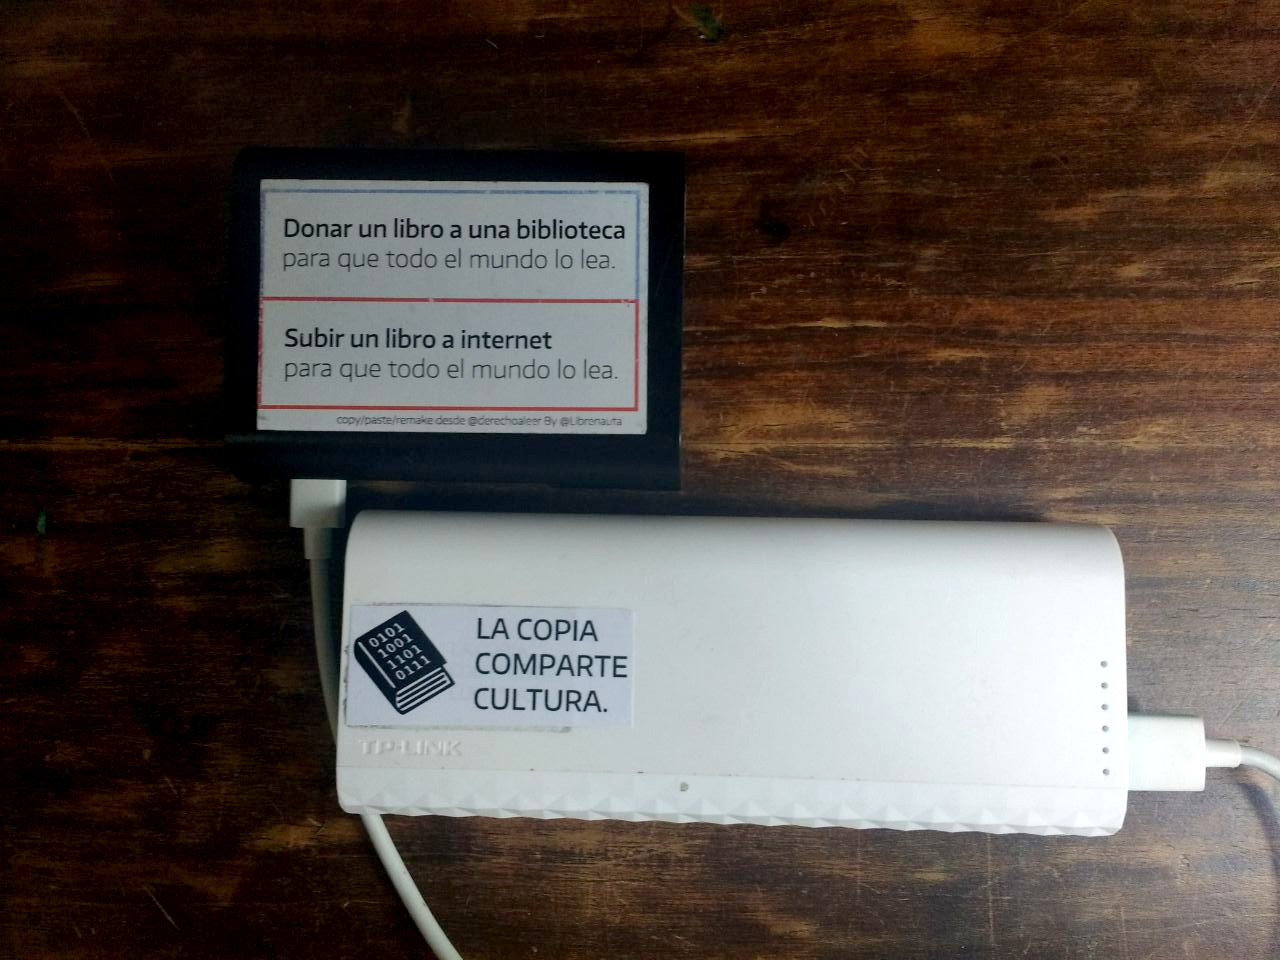 Donar un libro a una biblioteca
para que todo el mundo lo lea.
Subir un libro a internet
para que todo el mundo lo lea.
copy/paste/remake desde @derechoaleer By @Librenauta
0101
1001
1101
0111
LA COPIA
COMPARTE
CULTURA.
TP-LINK